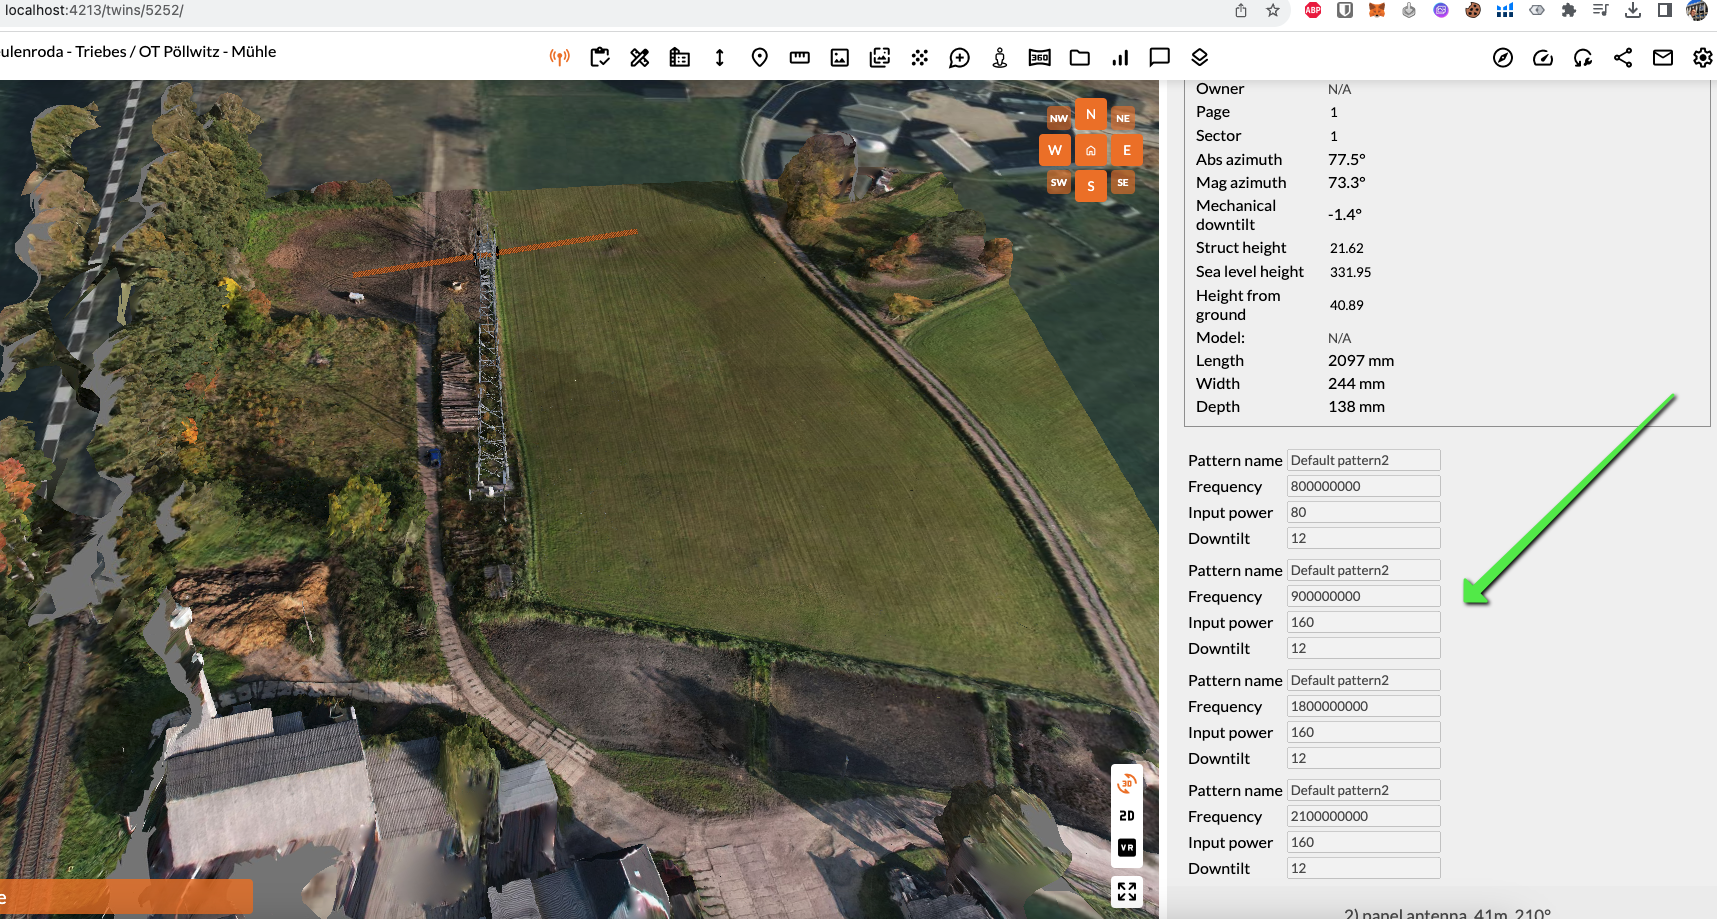 localhost:4213/twins/5252/
ABP
ulenroda - Triebes / OT Pöllwitz - Mühle
360
NW N NE
W E
SW S SE
Owner N/A
Page 1
Sector 1
Abs azimuth 77.5°
Mag azimuth 73.3°
Mechanical
downtilt -1.4°
Struct height 21.62
Sea level height 331.95
Height from
ground 40.89
Model: N/A
Length 2097 mm
Width 244 mm
Depth 138 mm
Pattern name Default pattern2
Frequency 800000000
Input power 80
Downtilt 12
Pattern name Default pattern2
Frequency 900000000
Input power 160
Downtilt 12
Pattern name Default pattern2
Frequency 1800000000
Input power 160
Downtilt 12
Pattern name Default pattern2
Frequency 2100000000
Input power 160
Downtilt 12
3D
2D
VR
e
2) panel antenna, 41m, 210°